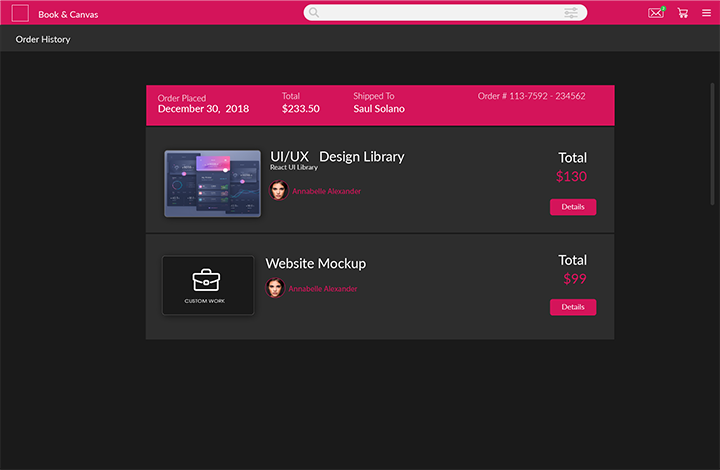 Book & Canvas
Order History
Order Placed
December 30, 2018
Total
$233.50
Shipped To
Saul Solano
Order # 113-7592 - 234562
UI/UX Design Library
React UI Library
Annabelle Alexander
Total
$130
Details
Website Mockup
Annabelle Alexander
CUSTOM WORK
Total
$99
Details